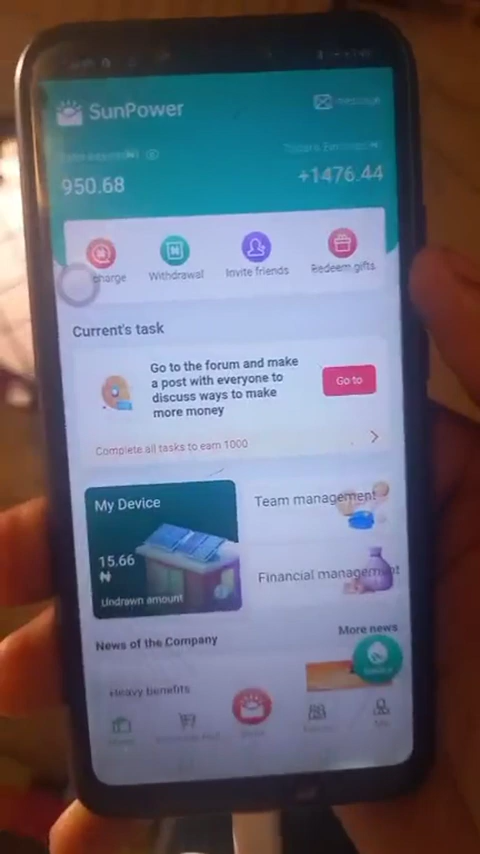 SunPower
message
950.68
+1476.44
Withdrawal
Invite friends
Redeem gifts
Current's task
Go to the forum and make
a post with everyone to
discuss ways to make
more money
Go to
Complete all tasks to earn 1000
My Device
15.66
₦
Undrawn amount
Team management
Financial management
News of the Company
More news
Heavy benefits